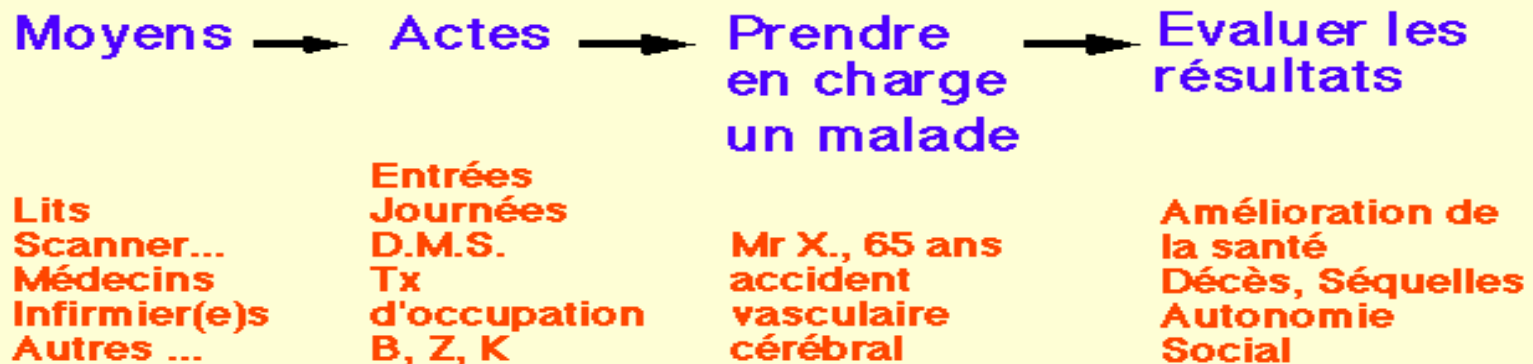 Moyens
Actes
Prendre
en charge
un malade
Evaluer les
résultats
Lits
Scanner...
Médecins
Infirmier(e)s
Autres ...
Entrées
Journées
D.M.S.
Tx
d'occupation
B, Z, K
Mr X., 65 ans
accident
vasculaire
cérébral
Amélioration de
la santé
Décès, Séquelles
Autonomie
Social